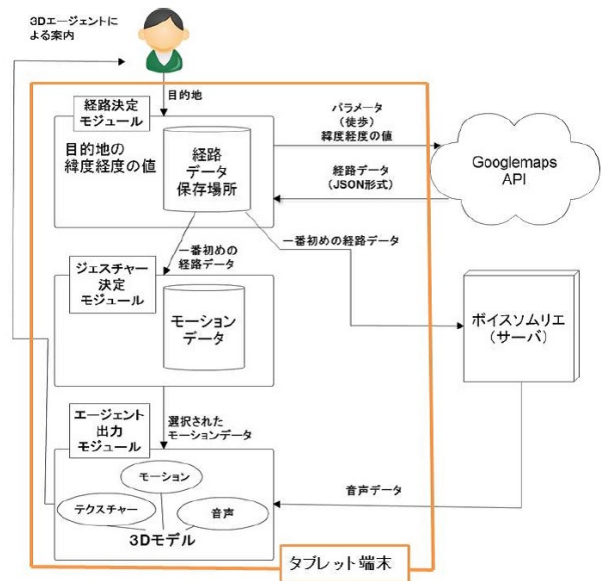 3Dエージェントに
よる案内
目的地
経路決定
モジュール
目的地の
緯度経度の値
経路
データ
保存場所
パラメータ
(徒歩)
緯度経度の値
経路データ
(JSON形式)
Googlemaps
API
一番初めの
経路データ
一番初めの経路データ
ジェスチャー
決定
モジュール
モーション
データ
ボイスソムリエ
(サーバ)
エージェント
出力
モジュール
選択された
モーションデータ
モーション
テクスチャー
音声
3Dモデル
音声データ
タブレット端末